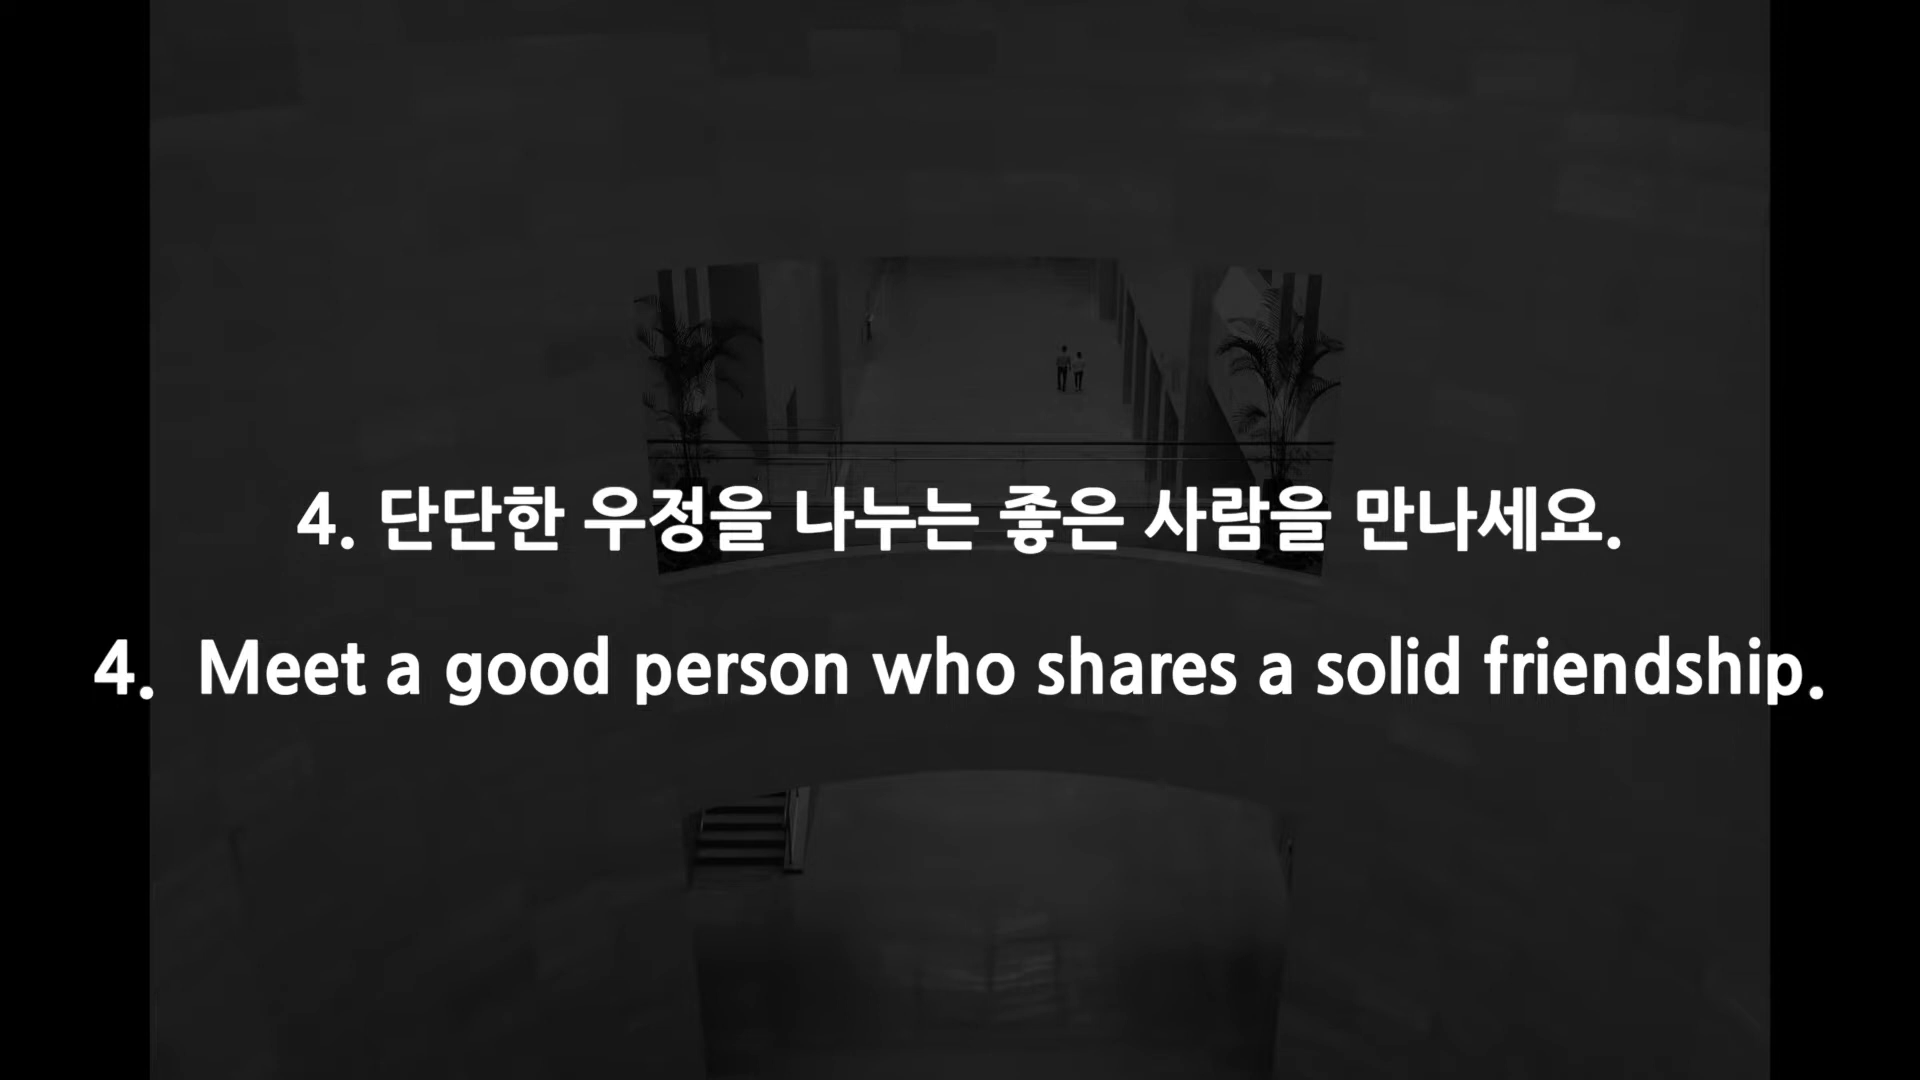 4. 단단한 우정을 나누는 좋은 사람을 만나세요.
4. Meet a good person who shares a solid friendship.